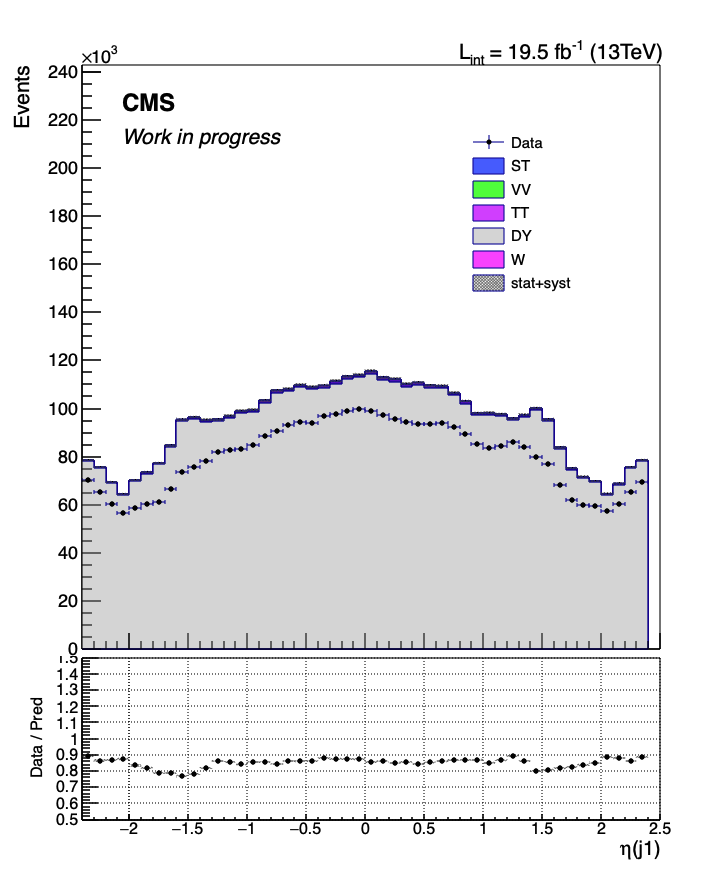 ×10³
L_int = 19.5 fb⁻¹ (13TeV)
Events
240
220
200
180
160
140
120
100
80
60
40
20
0
CMS
Work in progress
Data
ST
VV
TT
DY
W
stat+syst
Data / Pred
1.5
1.4
1.3
1.2
1.1
1
0.9
0.8
0.7
0.6
0.5
−2 −1.5 −1 −0.5 0 0.5 1 1.5 2 2.5
η(j1)